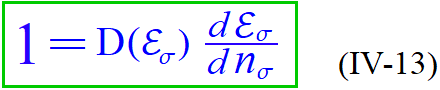 1 = D(ℰ_σ) dℰ_σ/dn_σ (IV-13)